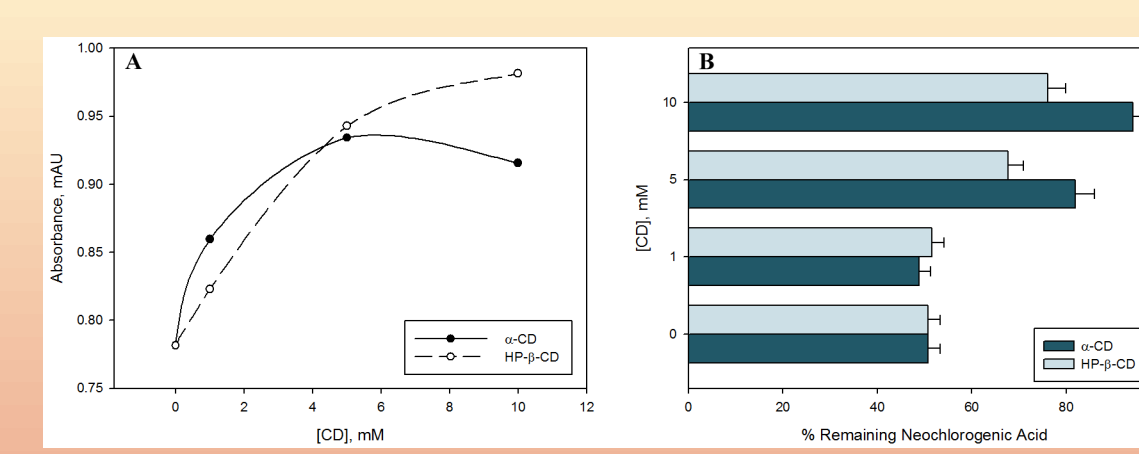 A
1.00
0.95
0.90
0.85
0.80
0.75
Absorbance, mAU
0 2 4 6 8 10 12
[CD], mM
α-CD
HP-β-CD
B
10
5
1
0
[CD], mM
0 20 40 60 80
% Remaining Neochlorogenic Acid
α-CD
HP-β-CD